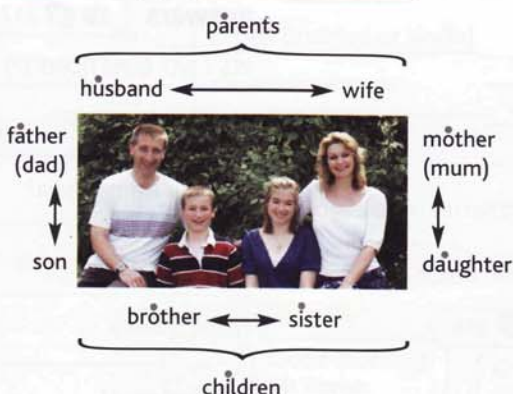 parents
husband wife
father
(dad)
mother
(mum)
son
daughter
brother sister
children